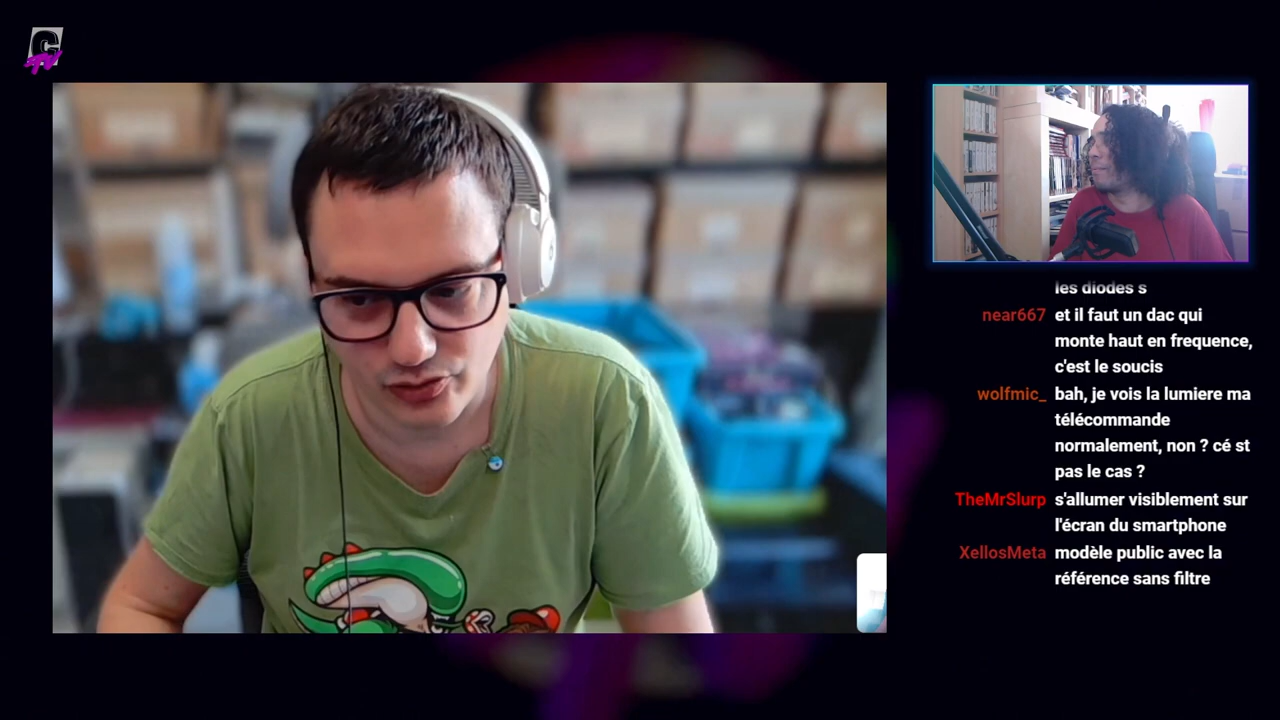 C
TV
les diodes s
near667 et il faut un dac qui
monte haut en frequence,
c'est le soucis
wolfmic_ bah, je vois la lumiere ma
télécommande
normalement, non ? cé st
pas le cas ?
TheMrSlurp s'allumer visiblement sur
l'écran du smartphone
XellosMeta modèle public avec la
référence sans filtre